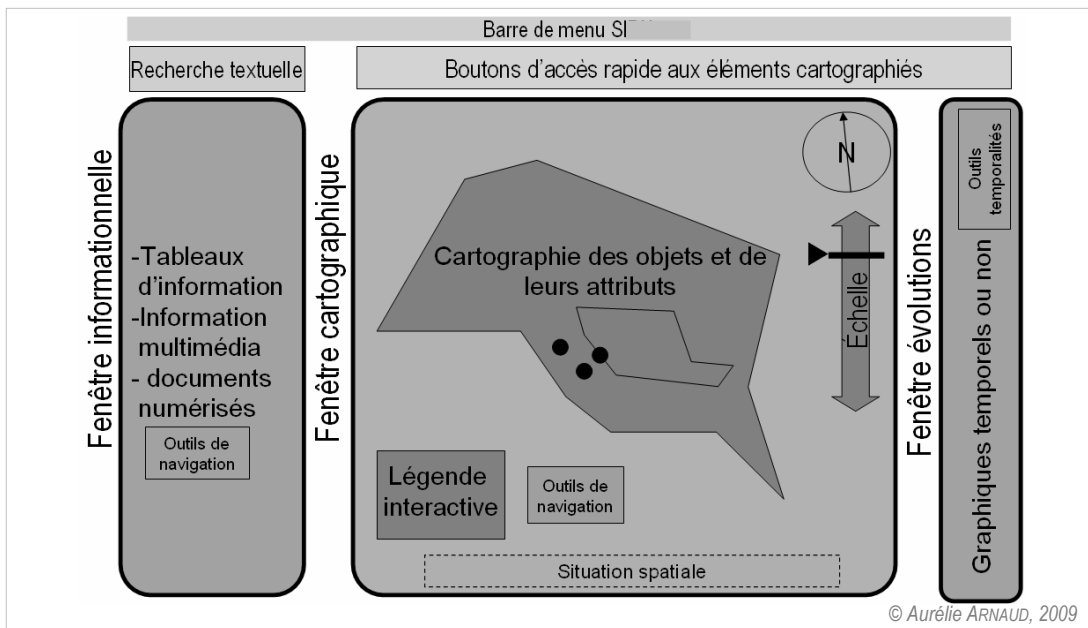 Barre de menu
Recherche textuelle
Boutons d'accès rapide aux éléments cartographiés
Fenêtre informationnelle
-Tableaux
d'information
-Information
multimédia
- documents
numérisés
Outils de
navigation
Fenêtre cartographique
N
Cartographie des objets et de
leurs attributs
Échelle
Légende
interactive
Outils de
navigation
Situation spatiale
Fenêtre évolutions
Outils
temporalités
Graphiques temporels ou non
© Aurélie ARNAUD, 2009